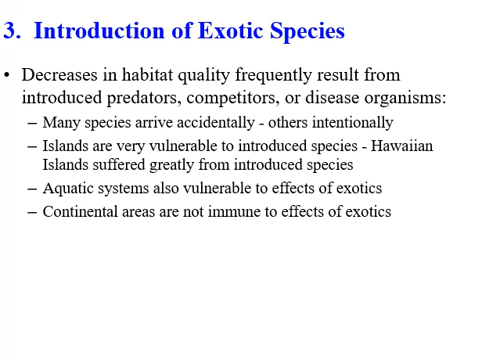 3. Introduction of Exotic Species
• Decreases in habitat quality frequently result from
introduced predators, competitors, or disease organisms:
– Many species arrive accidentally - others intentionally
– Islands are very vulnerable to introduced species - Hawaiian
Islands suffered greatly from introduced species
– Aquatic systems also vulnerable to effects of exotics
– Continental areas are not immune to effects of exotics